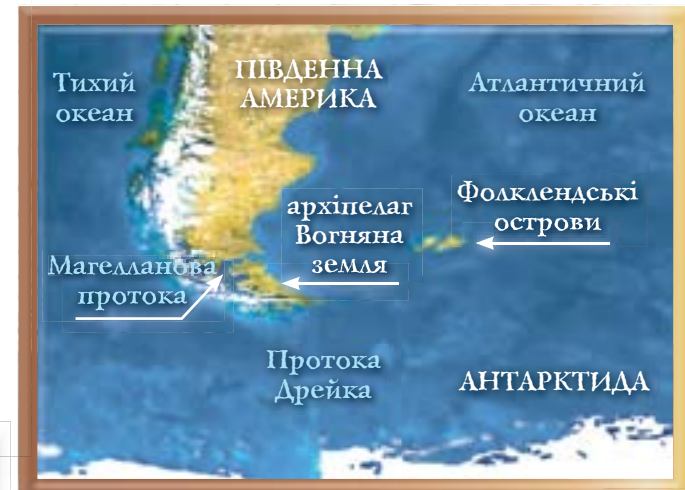 Тихий
океан
ПІВДЕННА
АМЕРИКА
Атлантичний
океан
архіпелаг
Вогняна
земля
Фолклендські
острови
Магелланова
протока
Протока
Дрейка
АНТАРКТИДА